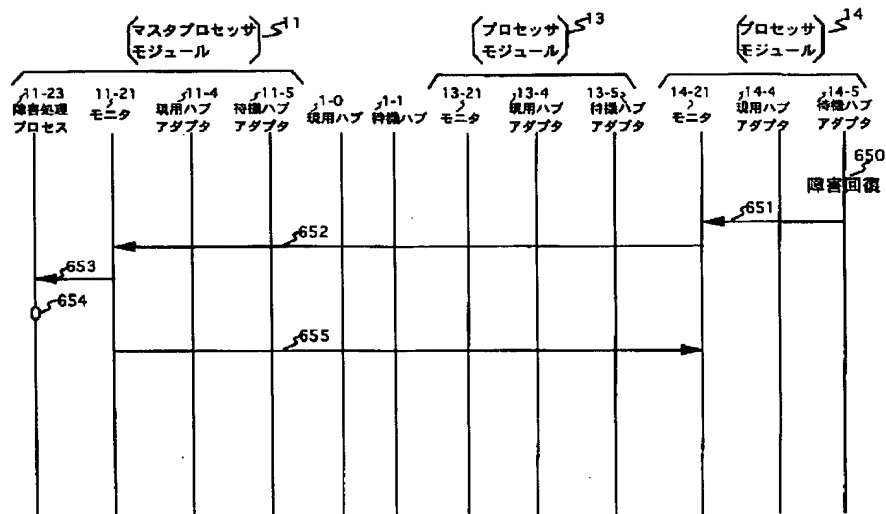 マスタプロセッサ
モジュール
11
プロセッサ
モジュール
13
プロセッサ
モジュール
14
11-23
障害処理
プロセス
11-21
モニタ
11-4
現用ハブ
アダプタ
11-5
待機ハブ
アダプタ
1-0
現用ハブ
1-1
待機ハブ
13-21
モニタ
13-4
現用ハブ
アダプタ
13-5
待機ハブ
アダプタ
14-21
モニタ
14-4
現用ハブ
アダプタ
14-5
待機ハブ
アダプタ
650
障害回復
651
652
653
654
655